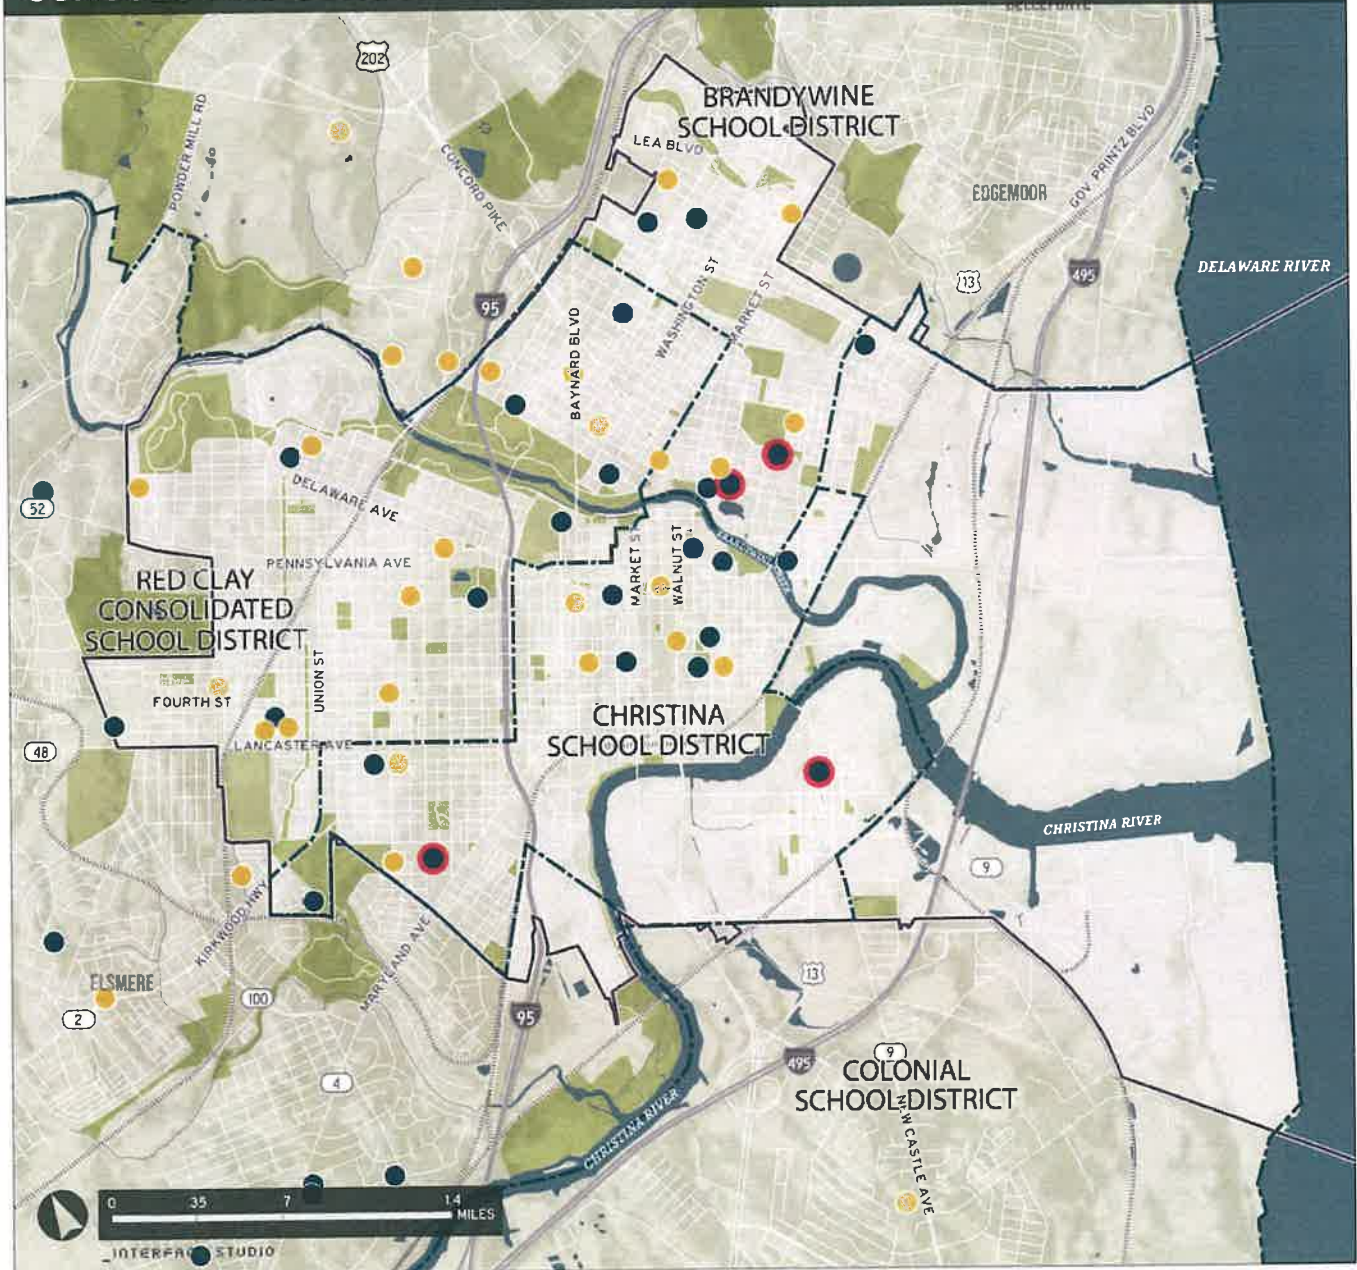 202
BRANDYWINE
SCHOOL DISTRICT
LEA BLVD
POWDER MILL RD
CONCORD PIKE
EDGEMOOR
GOV. PRINTZ BLVD
DELAWARE RIVER
13
495
95
BAYNARD BLVD
WASHINGTON ST
MARKET ST
52
DELAWARE AVE
PENNSYLVANIA AVE
MARKET ST
WALNUT ST
RED CLAY
CONSOLIDATED
SCHOOL DISTRICT
UNION ST
FOURTH ST
CHRISTINA
SCHOOL DISTRICT
LANCASTER AVE
48
CHRISTINA RIVER
9
KIRKWOOD HWY
MARYLAND AVE
ELSMERE
2
100
95
13
4
495
9
COLONIAL
SCHOOL DISTRICT
NEW CASTLE AVE
CHRISTINA RIVER
0 35 7 1.4
MILES